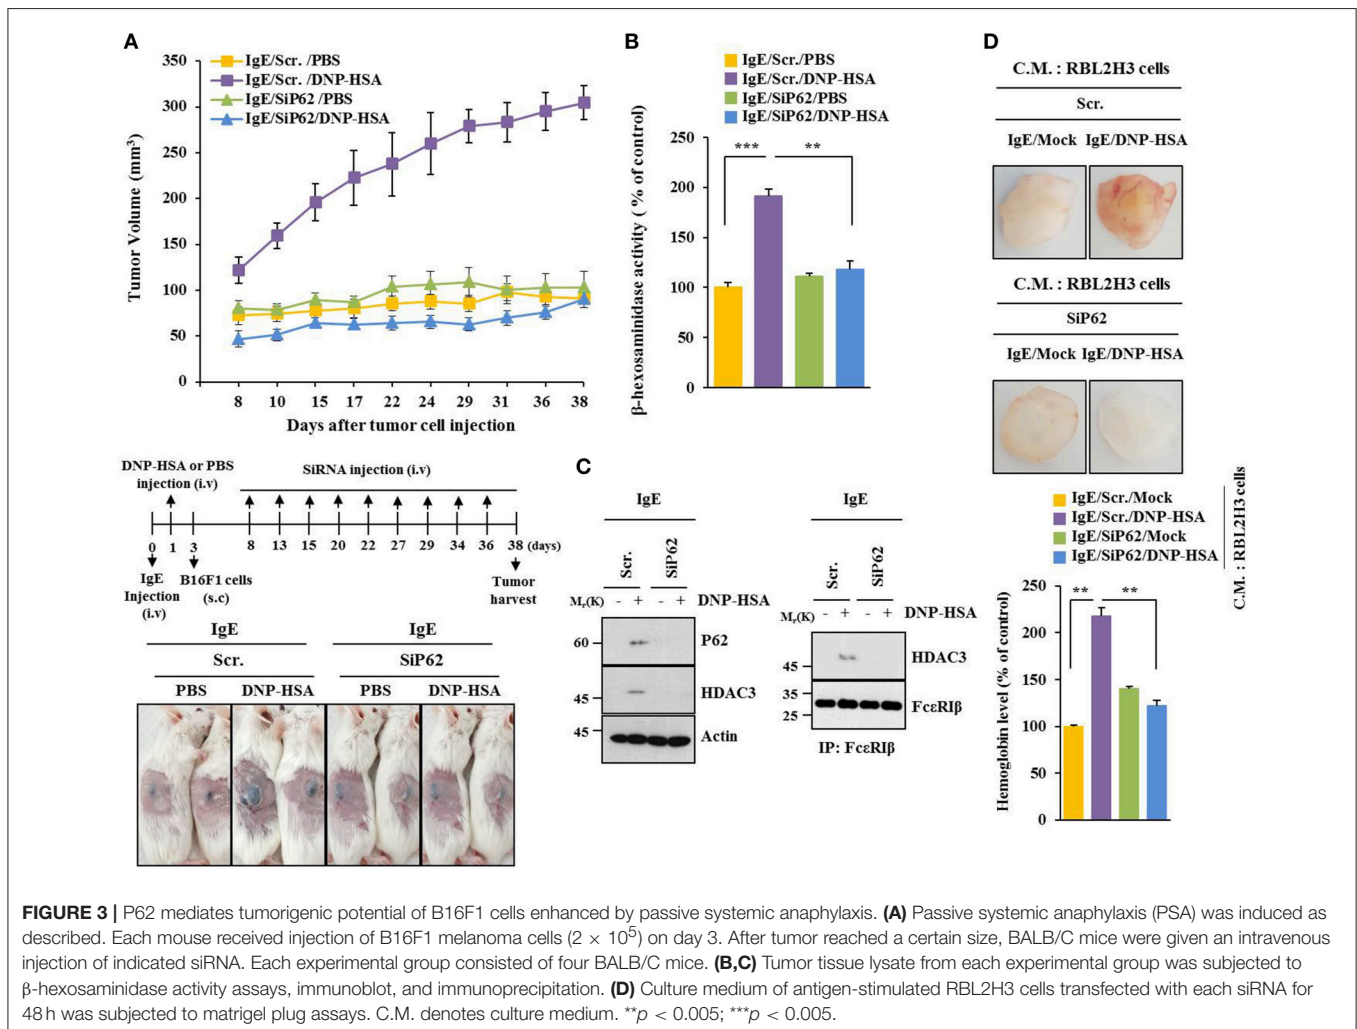 A
IgE/Scr. /PBS
IgE/Scr. /DNP-HSA
IgE/SiP62 /PBS
IgE/SiP62/DNP-HSA
Tumor Volume (mm³)
350
300
250
200
150
100
50
0
8 10 15 17 22 24 29 31 36 38
Days after tumor cell injection
DNP-HSA or PBS
injection (i.v)
SiRNA injection (i.v)
0 1 3 8 13 15 20 22 27 29 34 36 38 (days)
IgE
Injection
(i.v)
B16F1 cells
(s.c)
Tumor
harvest
IgE IgE
Scr. SiP62
PBS DNP-HSA PBS DNP-HSA
B
IgE/Scr./PBS
IgE/Scr./DNP-HSA
IgE/SiP62/PBS
IgE/SiP62/DNP-HSA
β-hexosaminidase activity ( % of control)
250
200
150
100
50
0
*** **
C
IgE
Scr. SiP62
Mr(K) - + - + DNP-HSA
60 P62
45 HDAC3
45 Actin
IgE
Scr. SiP62
Mr(K) - + - + DNP-HSA
45 HDAC3
35
25
FcεRIβ
IP: FcεRIβ
D
C.M. : RBL2H3 cells
Scr.
IgE/Mock IgE/DNP-HSA
C.M. : RBL2H3 cells
SiP62
IgE/Mock IgE/DNP-HSA
IgE/Scr./Mock
IgE/Scr./DNP-HSA
IgE/SiP62/Mock
IgE/SiP62/DNP-HSA
C.M. : RBL2H3 cells
Hemoglobin level (% of control)
250
200
150
100
50
0
** **
FIGURE 3 | P62 mediates tumorigenic potential of B16F1 cells enhanced by passive systemic anaphylaxis. (A) Passive systemic anaphylaxis (PSA) was induced as
described. Each mouse received injection of B16F1 melanoma cells (2 × 10⁵) on day 3. After tumor reached a certain size, BALB/C mice were given an intravenous
injection of indicated siRNA. Each experimental group consisted of four BALB/C mice. (B,C) Tumor tissue lysate from each experimental group was subjected to
β-hexosaminidase activity assays, immunoblot, and immunoprecipitation. (D) Culture medium of antigen-stimulated RBL2H3 cells transfected with each siRNA for
48 h was subjected to matrigel plug assays. C.M. denotes culture medium. **p < 0.005; ***p < 0.005.